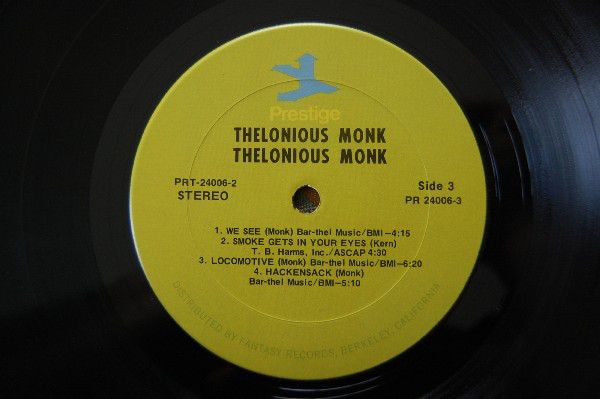 Prestige
THELONIOUS MONK
THELONIOUS MONK
PRT-24006-2
STEREO
Side 3
PR 24006-3
1. WE SEE (Monk) Bar-thel Music/BMI—4:15
2. SMOKE GETS IN YOUR EYES (Kern)
T. B. Harms, Inc./ASCAP 4:30
3. LOCOMOTIVE (Monk) Bar-thel Music/BMI—6:20
4. HACKENSACK (Monk)
Bar-thel Music/BMI—5:10
DISTRIBUTED BY FANTASY RECORDS, BERKELEY, CALIFORNIA